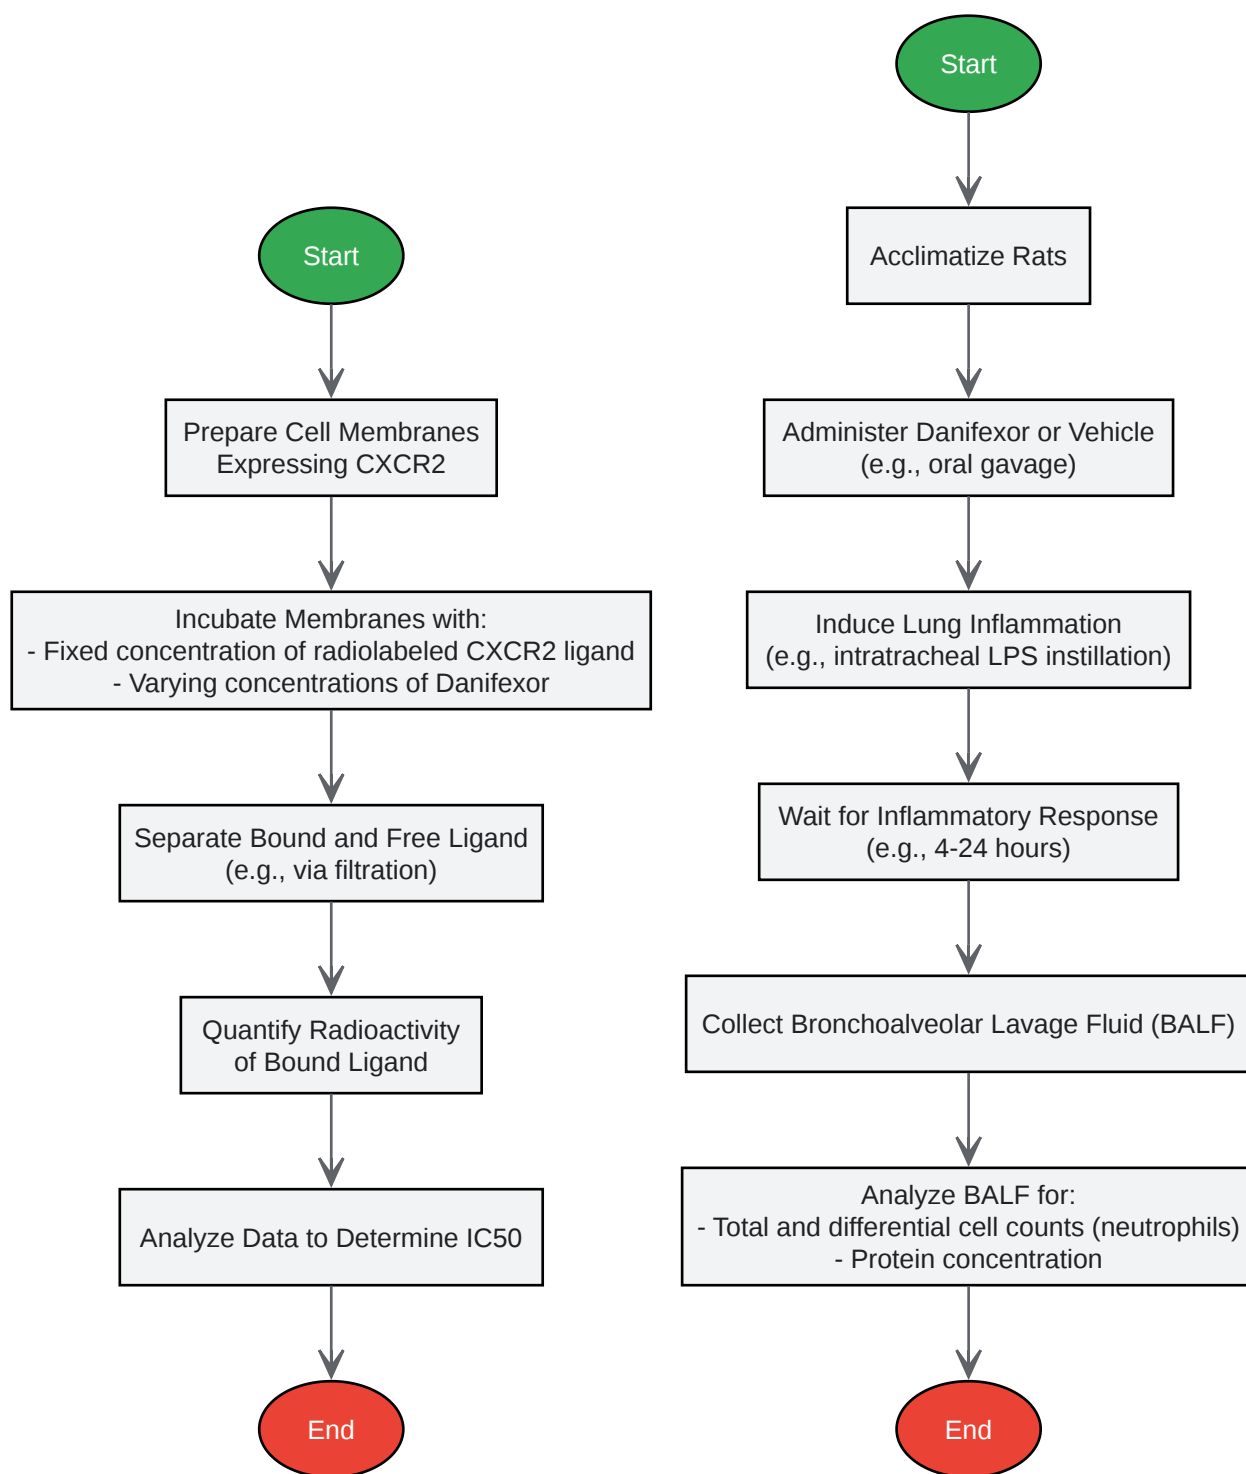 Start
Prepare Cell Membranes
Expressing CXCR2
Incubate Membranes with:
- Fixed concentration of radiolabeled CXCR2 ligand
- Varying concentrations of Danifexor
Separate Bound and Free Ligand
(e.g., via filtration)
Quantify Radioactivity
of Bound Ligand
Analyze Data to Determine IC50
End
Start
Acclimatize Rats
Administer Danifexor or Vehicle
(e.g., oral gavage)
Induce Lung Inflammation
(e.g., intratracheal LPS instillation)
Wait for Inflammatory Response
(e.g., 4-24 hours)
Collect Bronchoalveolar Lavage Fluid (BALF)
Analyze BALF for:
- Total and differential cell counts (neutrophils)
- Protein concentration
End